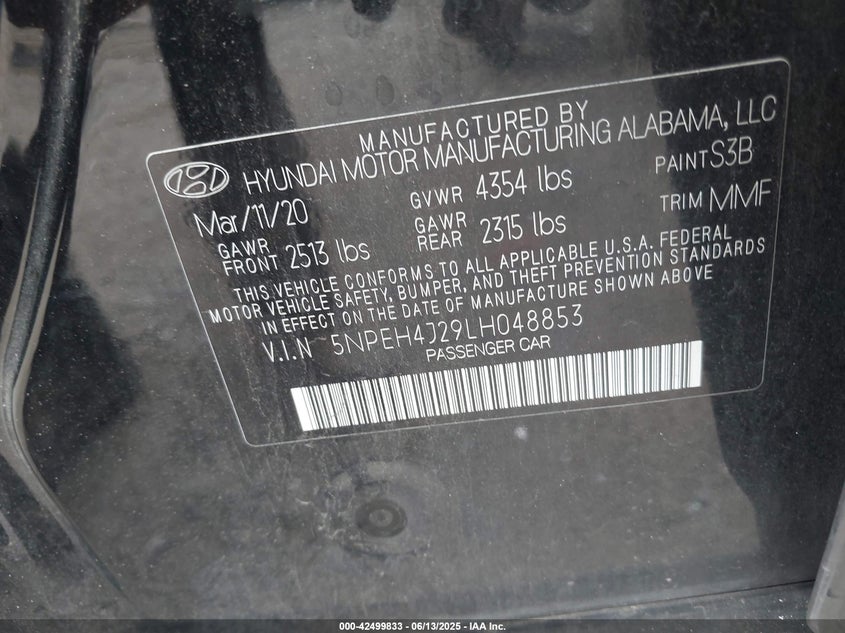 MANUFACTURED BY
HYUNDAI MOTOR MANUFACTURING ALABAMA, LLC
Mar/11/20 GVWR 4354 lbs PAINT S3B
GAWR FRONT 2513 lbs GAWR REAR 2315 lbs TRIM MMF
THIS VEHICLE CONFORMS TO ALL APPLICABLE U.S.A. FEDERAL
MOTOR VEHICLE SAFETY, BUMPER, AND THEFT PREVENTION STANDARDS
IN EFFECT ON THE DATE OF MANUFACTURE SHOWN ABOVE
V.I.N 5NPEH4J29LH048853
PASSENGER CAR
000-42499833 - 06/13/2025 - IAA Inc.